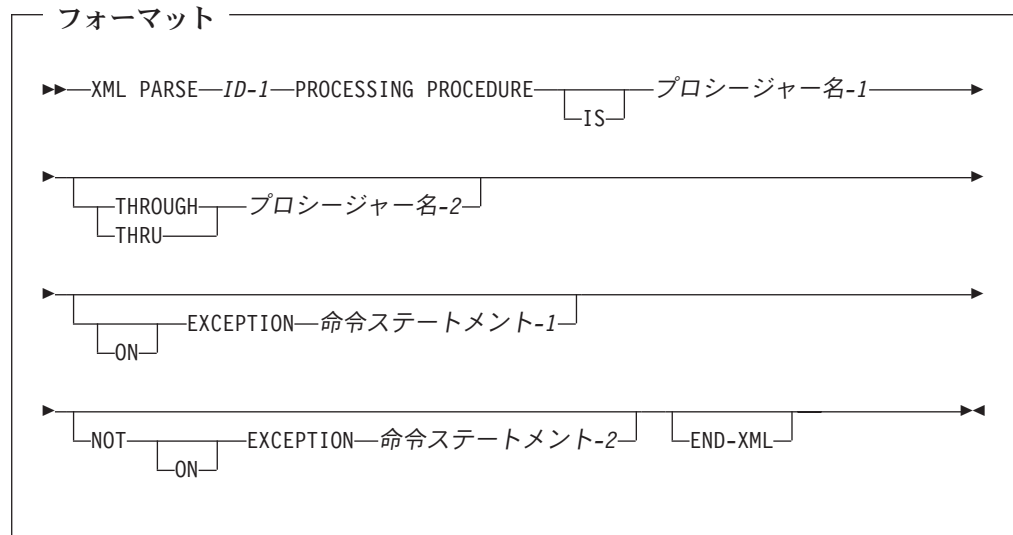 フォーマット
XML PARSE ID-1 PROCESSING PROCEDURE プロシージャー名-1
IS
THROUGH プロシージャー名-2
THRU
EXCEPTION 命令ステートメント-1
ON
NOT EXCEPTION 命令ステートメント-2 END-XML
ON